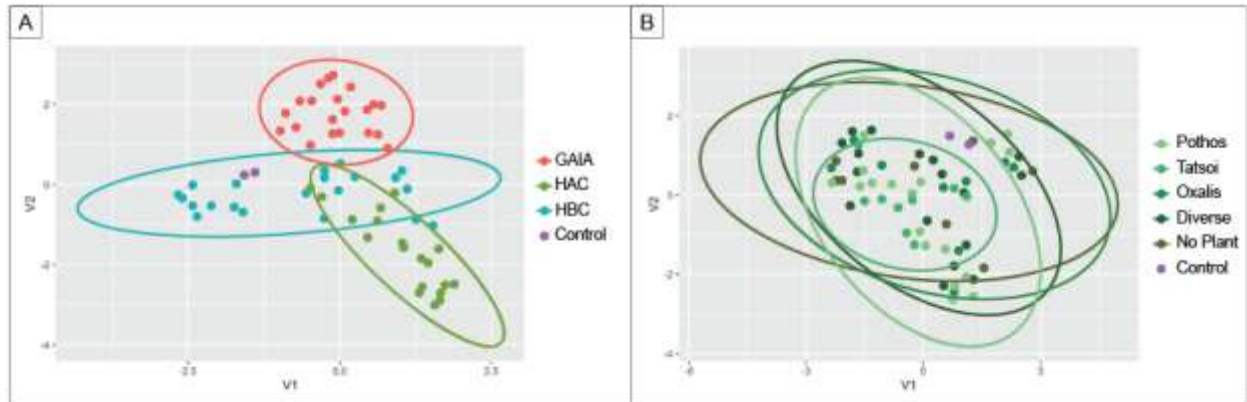 A
V2
2
0
-2
-4
-2.5
0.0
2.5
V1
GAIA
HAC
HBC
Control
B
V2
2
0
-2
-4
-6
-3
0
3
V1
Pothos
Tatsoi
Oxalis
Diverse
No Plant
Control